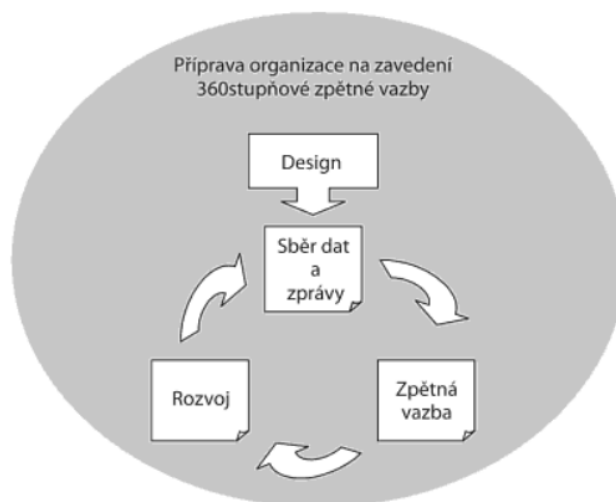 Příprava organizace na zavedení
360stupňové zpětné vazby
Design
Sběr dat
a
zprávy
Rozvoj
Zpětná
vazba